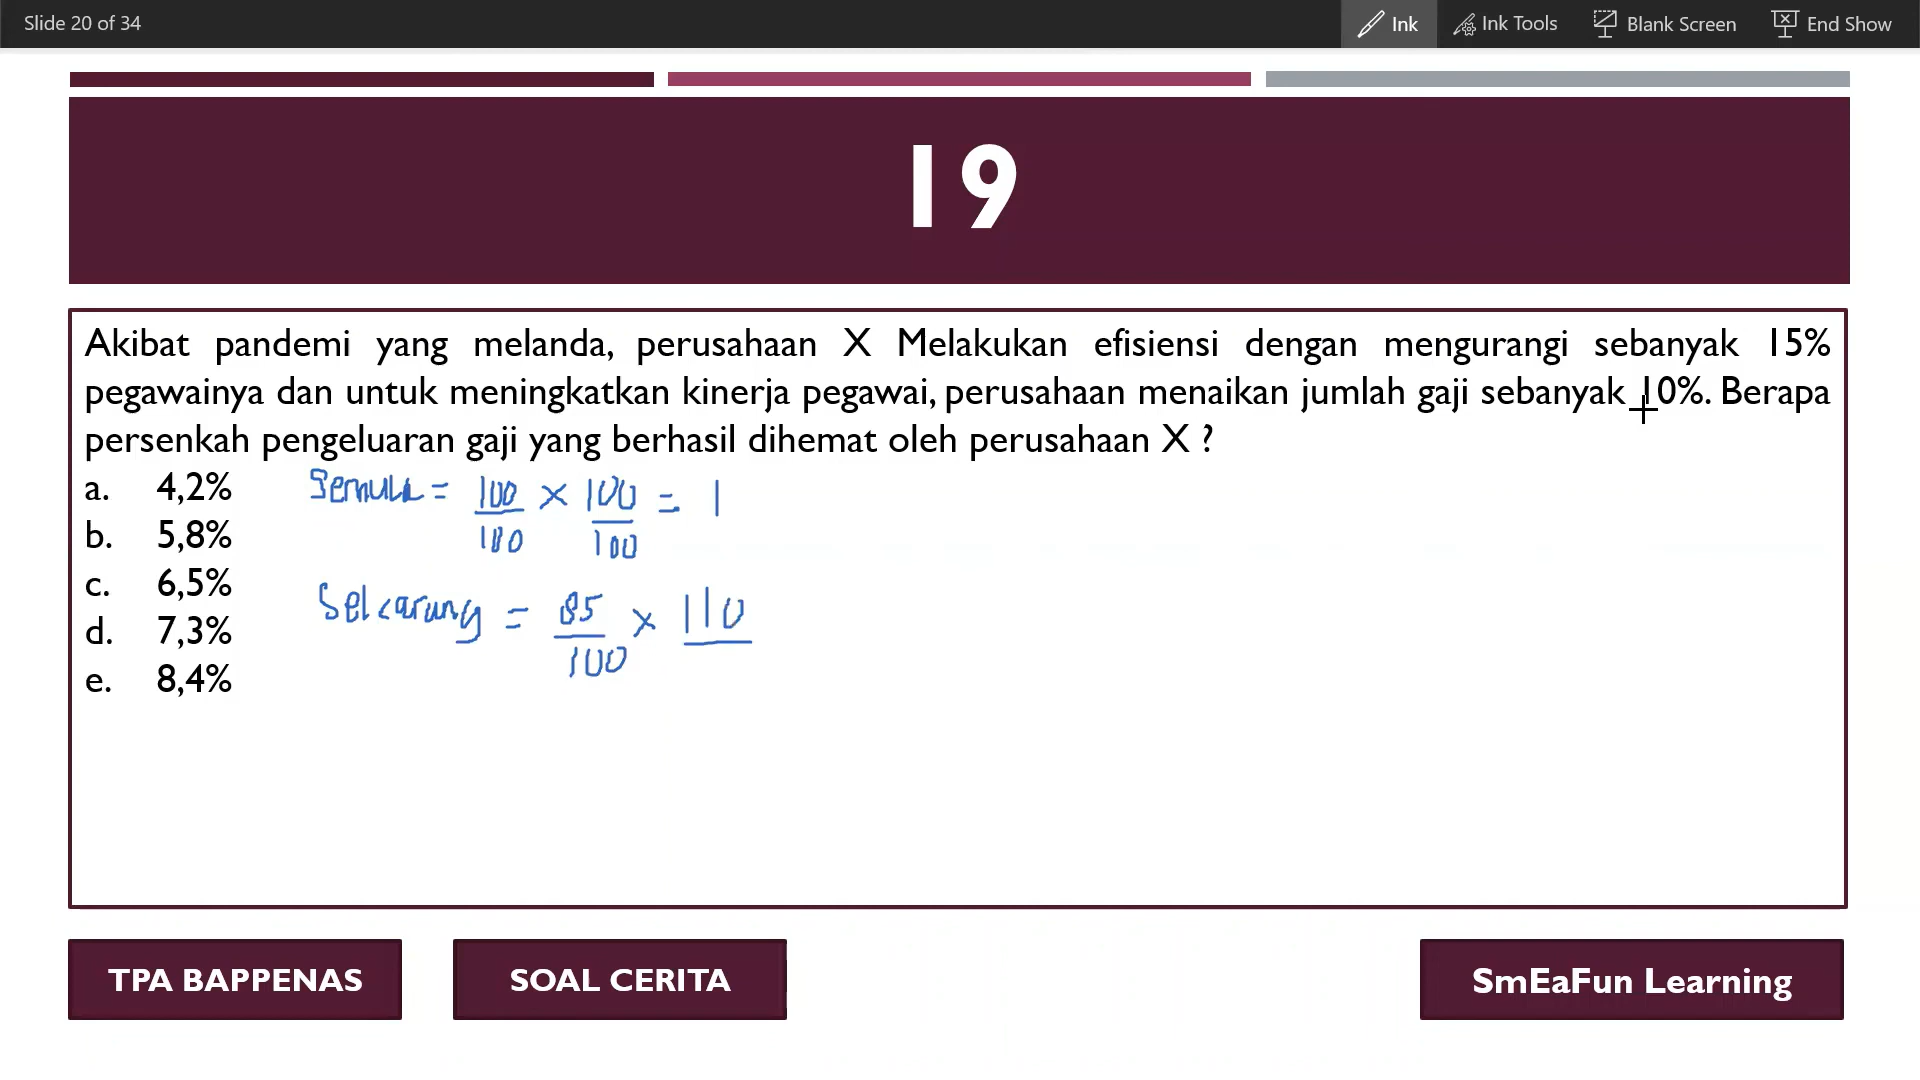 Slide 20 of 34
Ink
Ink Tools
Blank Screen
End Show
19
Akibat pandemi yang melanda, perusahaan X Melakukan efisiensi dengan mengurangi sebanyak 15%
pegawainya dan untuk meningkatkan kinerja pegawai, perusahaan menaikan jumlah gaji sebanyak 10%. Berapa
persenkah pengeluaran gaji yang berhasil dihemat oleh perusahaan X ?
a. 4,2%
b. 5,8%
c. 6,5%
d. 7,3%
e. 8,4%
Semula = 100/100 × 100/100 = 1
Sekarang = 85/100 × 110
TPA BAPPENAS
SOAL CERITA
SmEaFun Learning